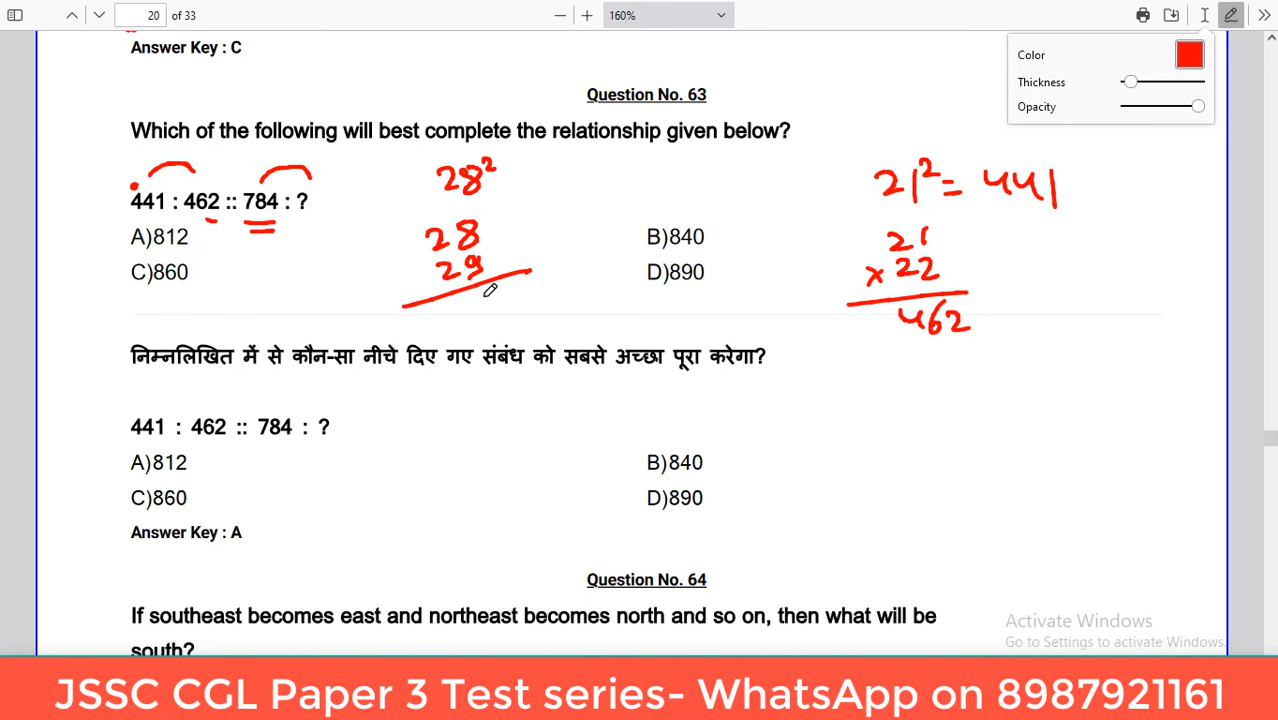 20 of 33
160%
Answer Key : C
Color
Thickness
Opacity
Question No. 63
Which of the following will best complete the relationship given below?
28²
21² = 441
441 : 462 :: 784 : ?
A)812
B)840
C)860
D)890
28
29
21
x 22
462
निम्नलिखित में से कौन-सा नीचे दिए गए संबंध को सबसे अच्छा पूरा करेगा?
441 : 462 :: 784 : ?
A)812
B)840
C)860
D)890
Answer Key : A
Question No. 64
If southeast becomes east and northeast becomes north and so on, then what will be
south?
Activate Windows
Go to Settings to activate Windows.
JSSC CGL Paper 3 Test series- WhatsApp on 8987921161